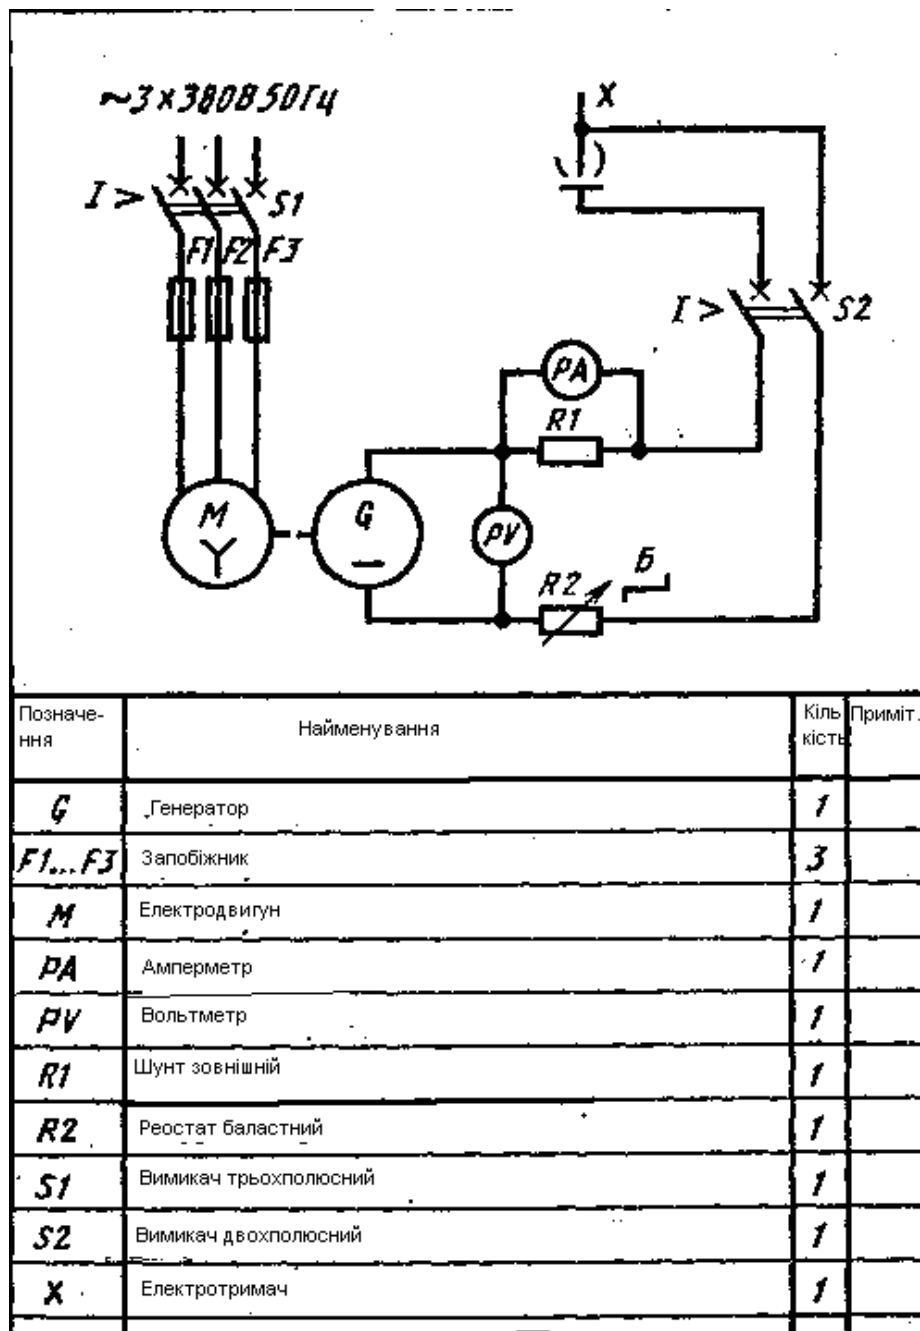 ~3×380В 50Гц
X
I >
S1
F1 F2 F3
I >
S2
PA
R1
M
G
PV
R2
Б
Позначе-
ння
Найменування
Кіль
кість
Приміт.
G Генератор 1
F1...F3 Запобіжник 3
M Електродвигун 1
PA Амперметр 1
PV Вольтметр 1
R1 Шунт зовнішній 1
R2 Реостат баластний 1
S1 Вимикач трьохполюсний 1
S2 Вимикач двохполюсний 1
X Електротримач 1